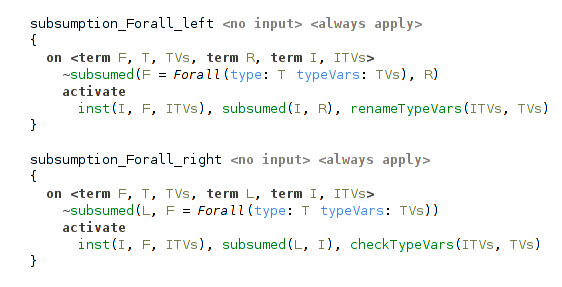 subsumption_Forall_left <no input> <always apply>
{
on <term F, T, TVs, term R, term I, ITVs>
~subsumed(F = Forall(type: T typeVars: TVs), R)
activate
inst(I, F, ITVs), subsumed(I, R), renameTypeVars(ITVs, TVs)
}
subsumption_Forall_right <no input> <always apply>
{
on <term F, T, TVs, term L, term I, ITVs>
~subsumed(L, F = Forall(type: T typeVars: TVs))
activate
inst(I, F, ITVs), subsumed(L, I), checkTypeVars(ITVs, TVs)
}